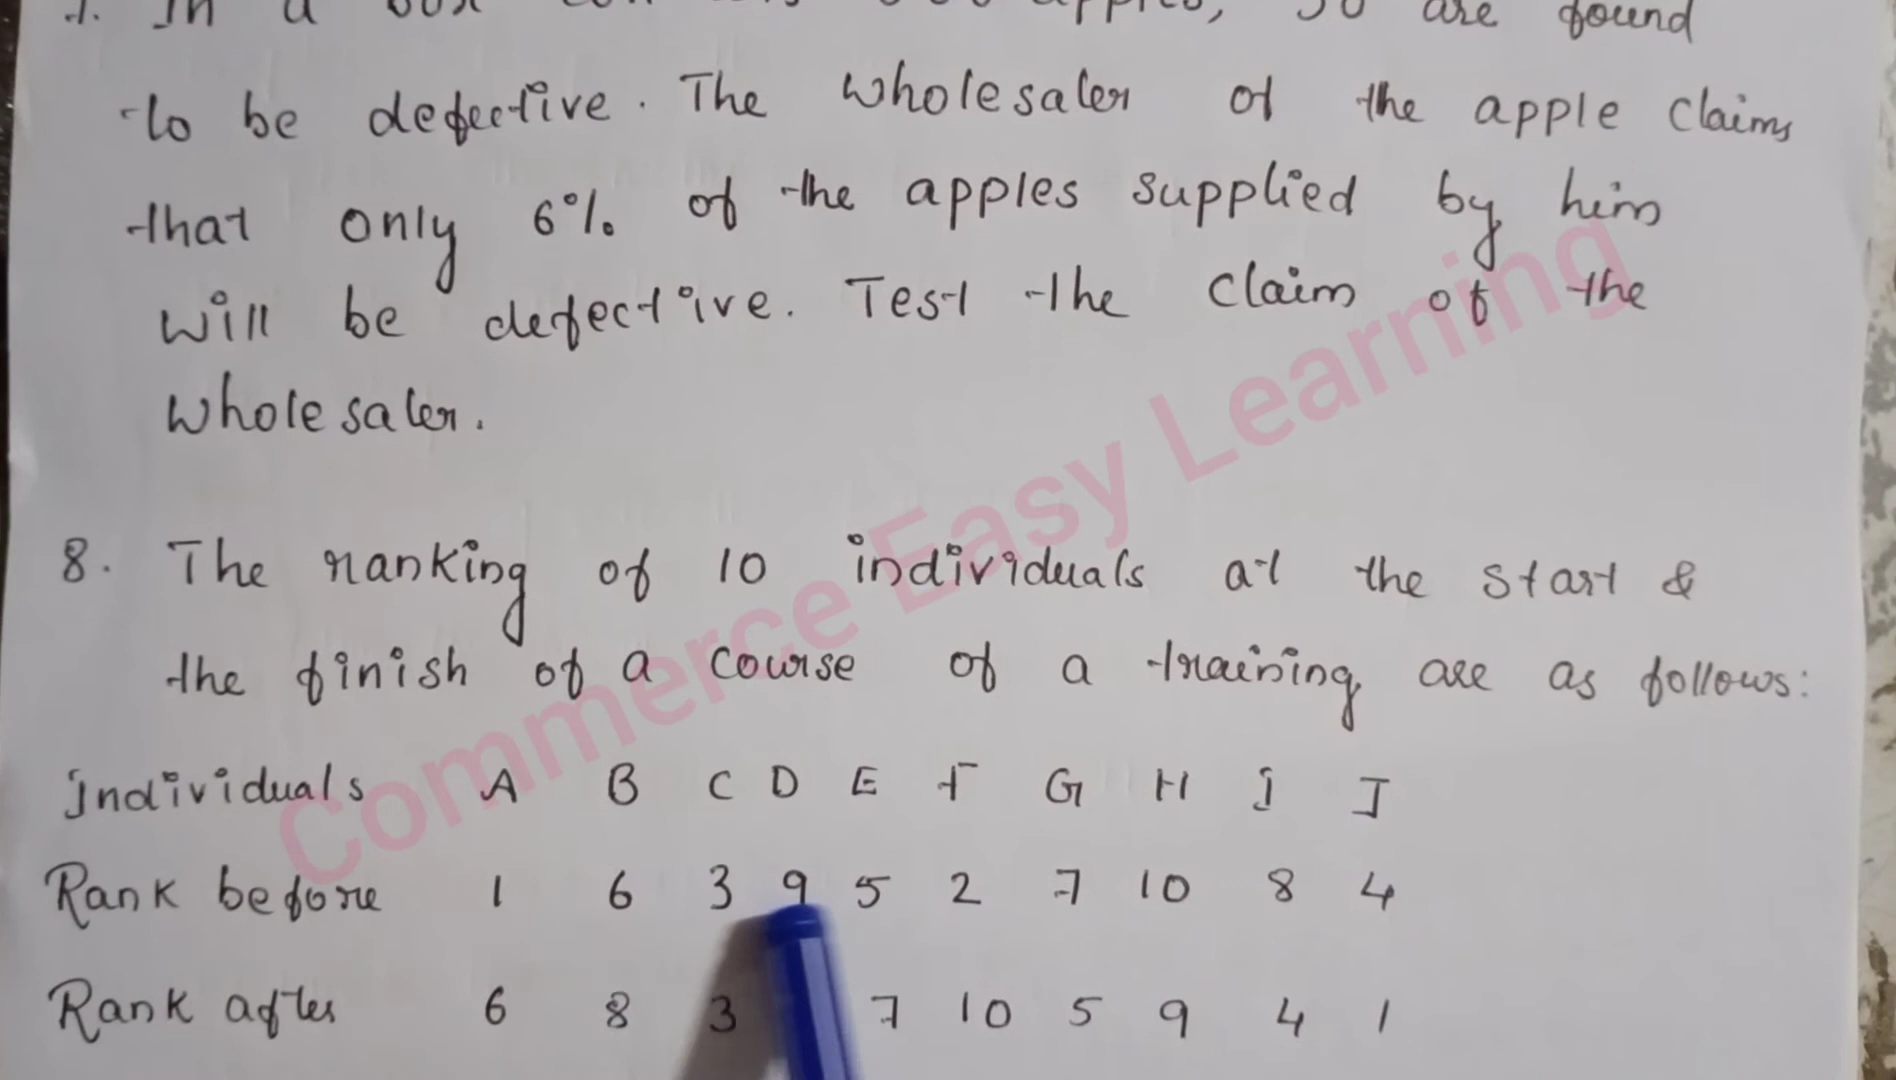 In a are found
to be defective. The wholesaler of the apple claims
that only 6% of the apples supplied by him
will be defective. Test the claim of the
wholesaler.
8. The ranking of 10 individuals at the start &
the finish of a course of a training are as follows:
Individuals A B C D E F G H I J
Rank before 1 6 3 9 5 2 7 10 8 4
Rank after 6 8 3 7 10 5 9 4 1
Commerce Easy Learning